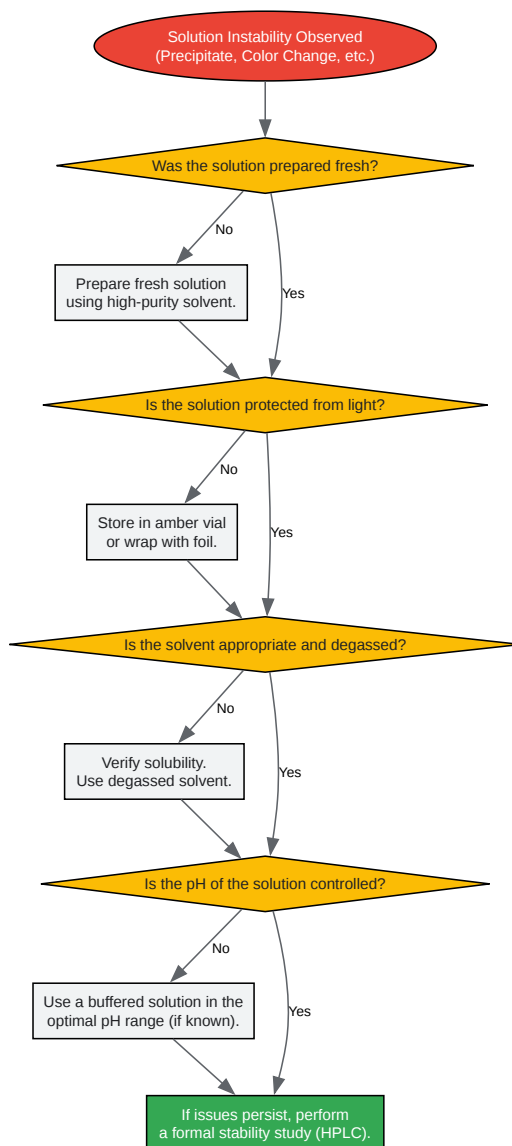 Solution Instability Observed
(Precipitate, Color Change, etc.)
Was the solution prepared fresh?
No
Yes
Prepare fresh solution
using high-purity solvent.
Is the solution protected from light?
No
Yes
Store in amber vial
or wrap with foil.
Is the solvent appropriate and degassed?
No
Yes
Verify solubility.
Use degassed solvent.
Is the pH of the solution controlled?
No
Yes
Use a buffered solution in the
optimal pH range (if known).
If issues persist, perform
a formal stability study (HPLC).